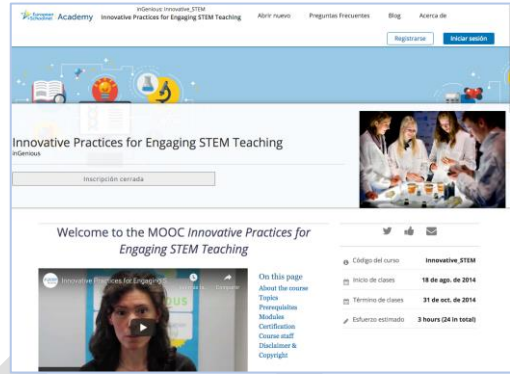 inGenious: Innovative_STEM
European Schoolnet Academy Innovative Practices for Engaging STEM Teaching
Abrir nuevo Preguntas Frecuentes Blog Acerca de
Registrarse Iniciar sesión
Innovative Practices for Engaging STEM Teaching
inGenious
Inscripción cerrada
Welcome to the MOOC Innovative Practices for
Engaging STEM Teaching
Innovative Practices for Engaging S
Compartir
On this page
About the course
Topics
Prerequisites
Modules
Certification
Course staff
Disclaimer &
Copyright
Código del curso Innovative_STEM
Inicio de clases 18 de ago. de 2014
Término de clases 31 de oct. de 2014
Esfuerzo estimado 3 hours (24 in total)